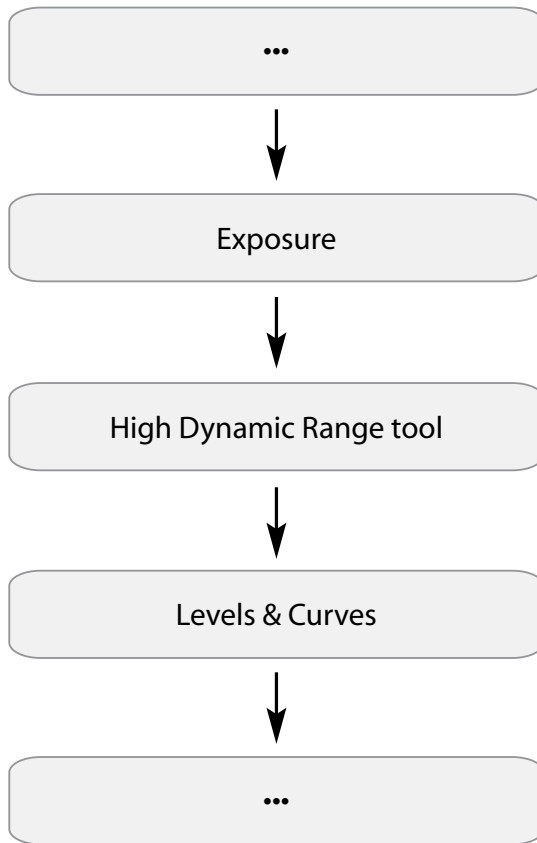 •••
Exposure
High Dynamic Range tool
Levels & Curves
•••